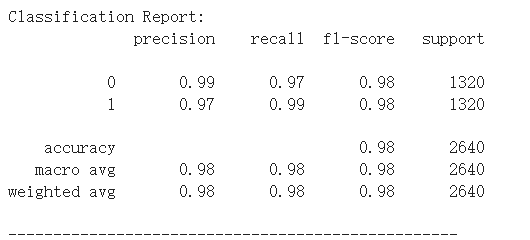 Classification Report:
precision recall f1-score support
0 0.99 0.97 0.98 1320
1 0.97 0.99 0.98 1320
accuracy 0.98 2640
macro avg 0.98 0.98 0.98 2640
weighted avg 0.98 0.98 0.98 2640
--------------------------------------------------